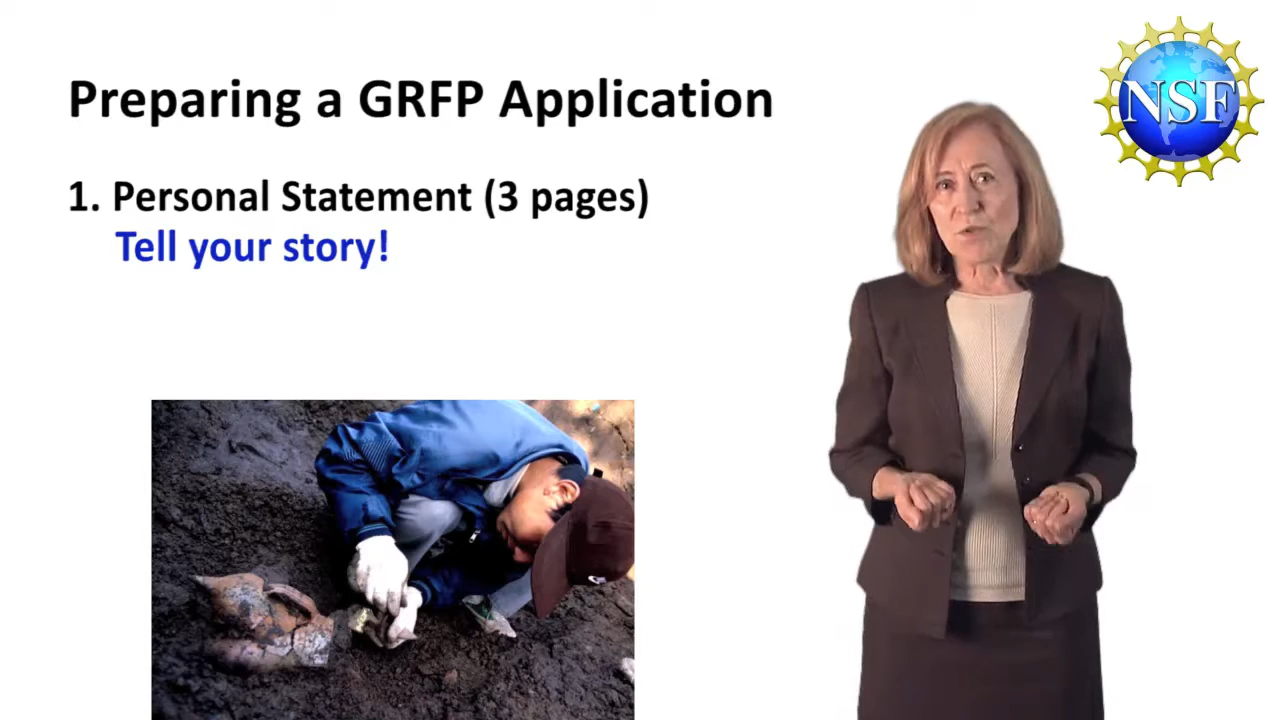 Preparing a GRFP Application
NSF
1. Personal Statement (3 pages)
Tell your story!